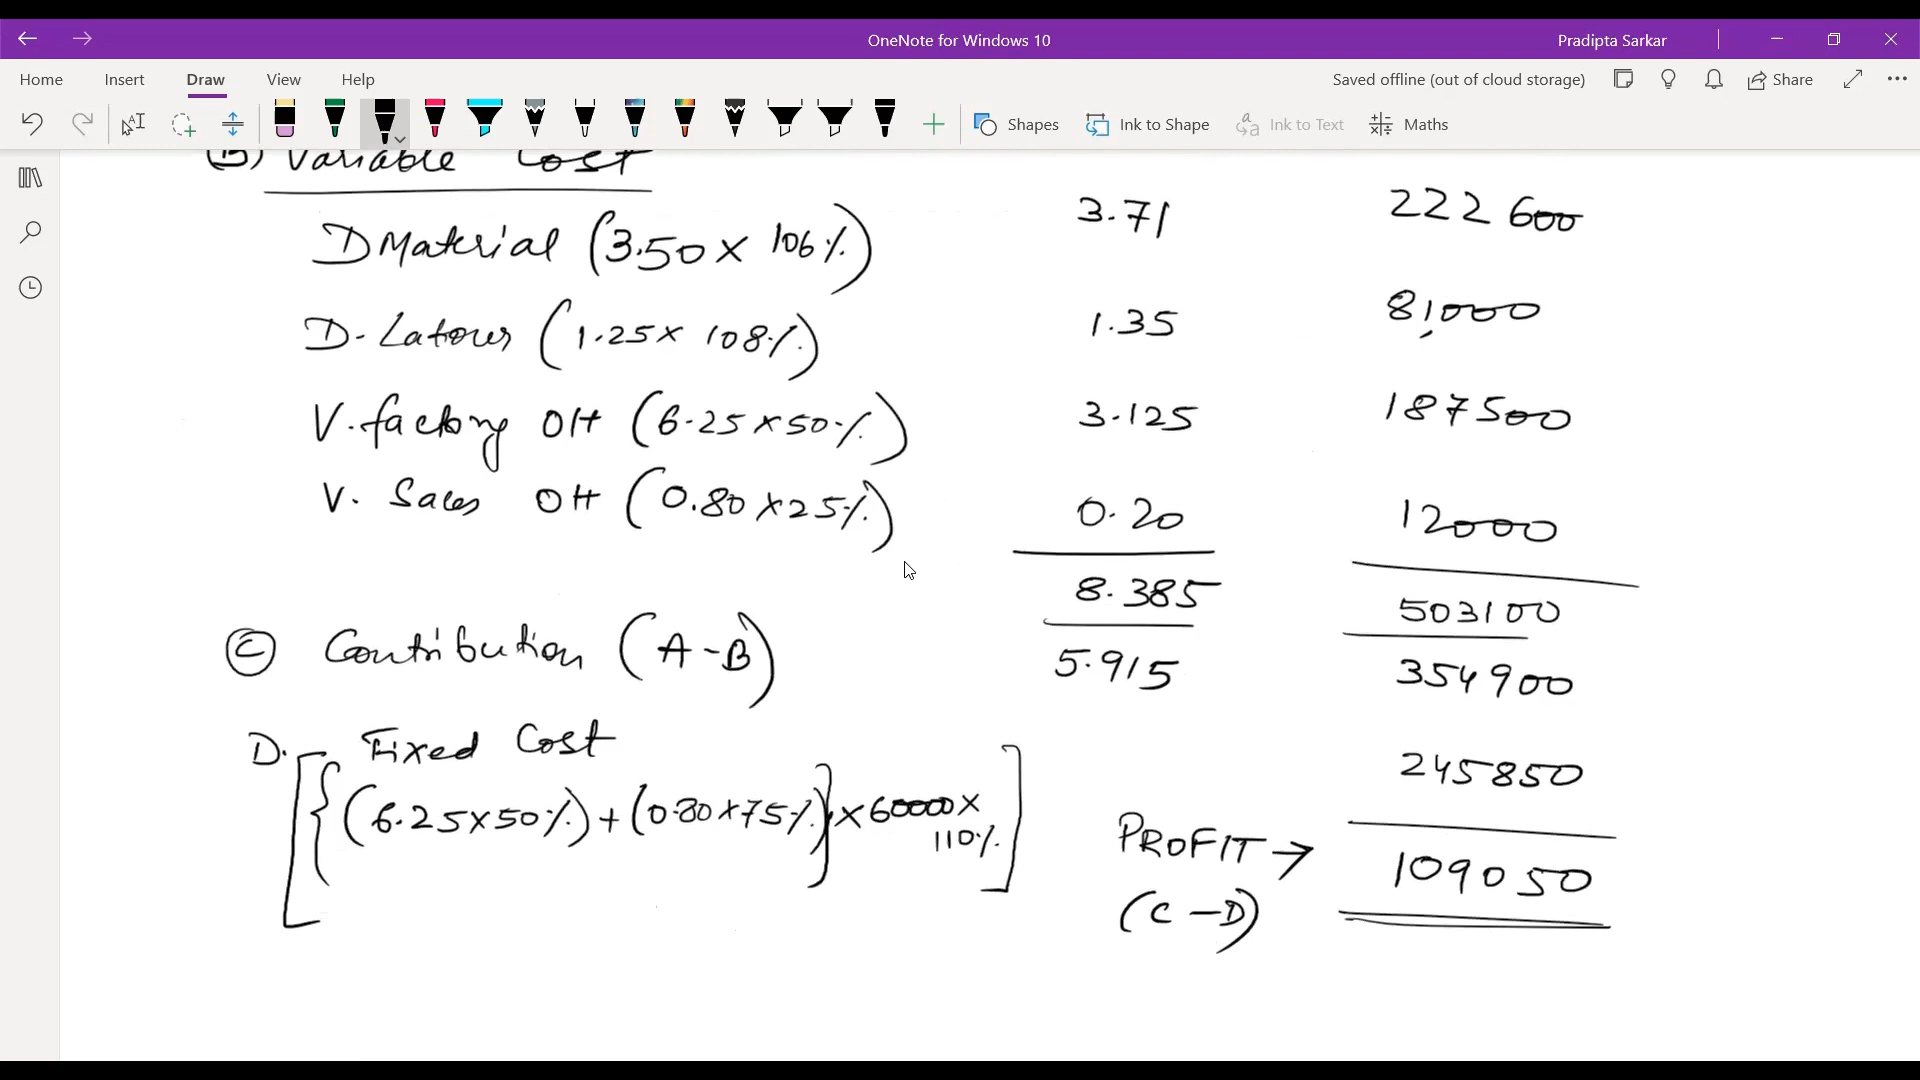 OneNote for Windows 10
Pradipta Sarkar
Home Insert Draw View Help
Saved offline (out of cloud storage) Share
Shapes Ink to Shape Ink to Text Maths
(B) Variable Cost
D Material (3.50 x 106%) 3.71 222 600
D. Labour (1.25 x 108%) 1.35 81,000
V. factory OH (6.25 x 50%) 3.125 187500
V. Sales OH (0.80 x 25%) 0.20 12000
8.385 503100
(C) Contribution (A - B) 5.915 354900
D. Fixed Cost 245850
[{(6.25 x 50%) + (0.80 x 75%)} x 60000 x 110%]
PROFIT → 109050
(C - D)